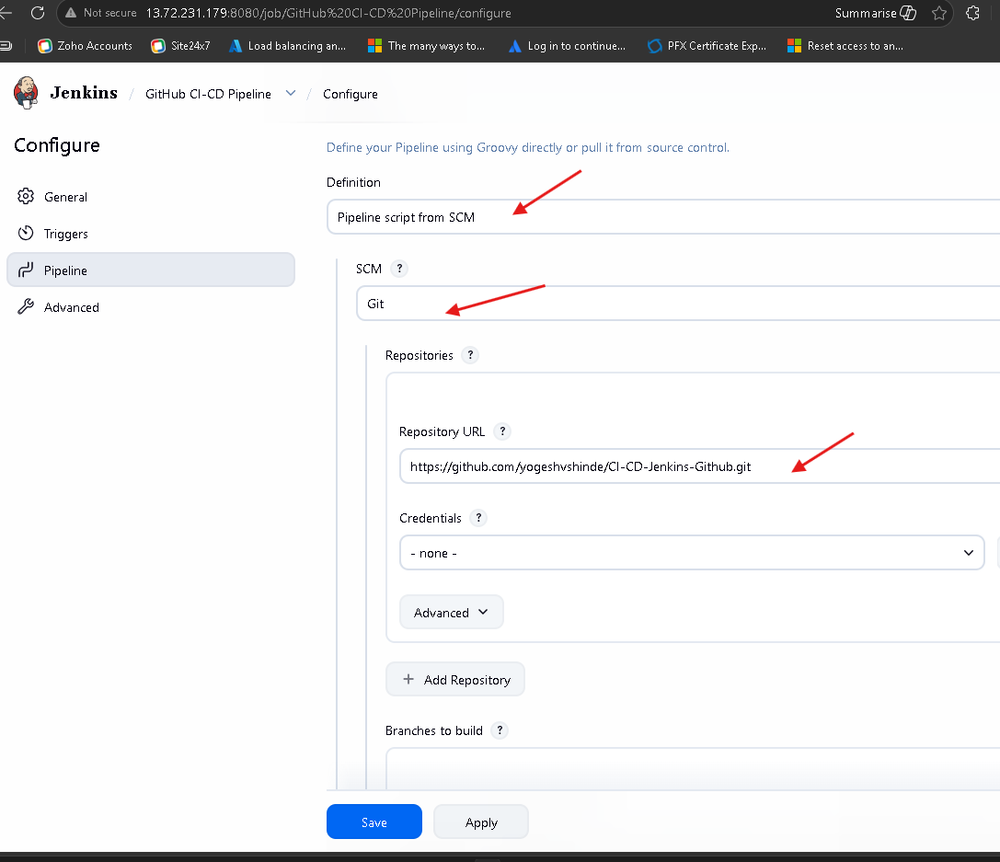 Not secure 13.72.231.179:8080/job/GitHub%20CI-CD%20Pipeline/configure Summarise
Zoho Accounts Site24x7 Load balancing an... The many ways to... Log in to continue... PFX Certificate Exp... Reset access to an...
Jenkins / GitHub CI-CD Pipeline / Configure
Configure
General
Triggers
Pipeline
Advanced
Define your Pipeline using Groovy directly or pull it from source control.
Definition
Pipeline script from SCM
SCM ?
Git
Repositories ?
Repository URL ?
https://github.com/yogeshvshinde/CI-CD-Jenkins-Github.git
Credentials ?
- none -
Advanced
+ Add Repository
Branches to build ?
Save Apply